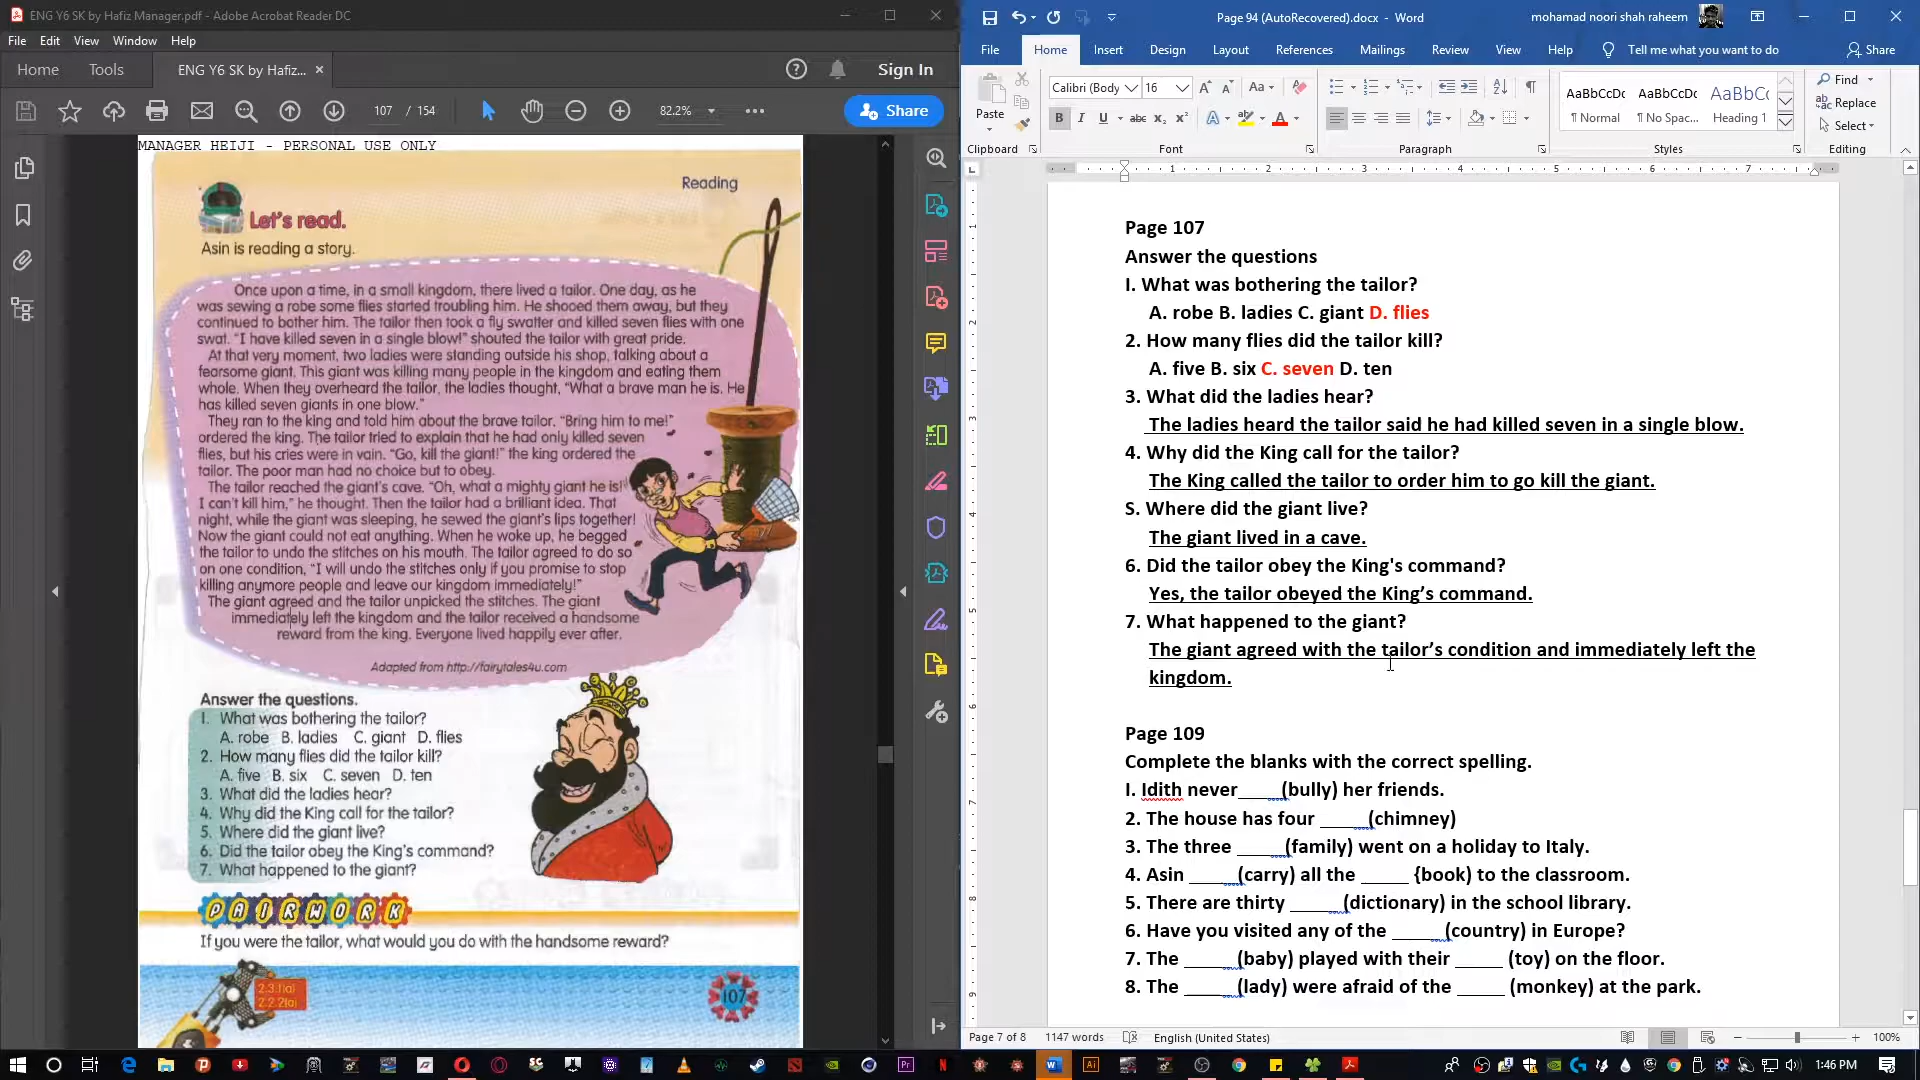 ENG Y6 SK by Hafiz Manager.pdf - Adobe Acrobat Reader DC
File Edit View Window Help
Home Tools ENG Y6 SK by Hafiz... × Sign In
107 / 154 82.2% Share
MANAGER HEIJI - PERSONAL USE ONLY
Reading
Let's read.
Asin is reading a story.
Once upon a time, in a small kingdom, there lived a tailor. One day, as he
was sewing a robe some flies started troubling him. He shooed them away, but they
continued to bother him. The tailor then took a fly swatter and killed seven flies with one
swat. "I have killed seven in a single blow!" shouted the tailor with great pride.
At that very moment, two ladies were standing outside his shop, talking about a
fearsome giant. This giant was killing many people in the kingdom and eating them
whole. When they overheard the tailor, the ladies thought, "What a brave man he is. He
has killed seven giants in one blow."
They ran to the king and told him about the brave tailor. "Bring him to me!"
ordered the king. The tailor tried to explain that he had only killed seven
flies, but his cries were in vain. "Go, kill the giant!" the king ordered the
tailor. The poor man had no choice but to obey.
The tailor reached the giant's cave. "Oh, what a mighty giant he is!
I can't kill him," he thought. Then the tailor had a brilliant idea. That
night, while the giant was sleeping, he sewed the giant's lips together!
Now the giant could not eat anything. When he woke up, he begged
the tailor to undo the stitches on his mouth. The tailor agreed to do so
on one condition, "I will undo the stitches only if you promise to stop
killing anymore people and leave our kingdom immediately!"
The giant agreed and the tailor unpicked the stitches. The giant
immediately left the kingdom and the tailor received a handsome
reward from the king. Everyone lived happily ever after.
Adapted from http://fairytales4u.com
Answer the questions.
1. What was bothering the tailor?
A. robe B. ladies C. giant D. flies
2. How many flies did the tailor kill?
A. five B. six C. seven D. ten
3. What did the ladies hear?
4. Why did the King call for the tailor?
5. Where did the giant live?
6. Did the tailor obey the King's command?
7. What happened to the giant?
PAIRWORK
If you were the tailor, what would you do with the handsome reward?
2.3.1(a)
2.2.2(a)
107
Page 94 (AutoRecovered).docx - Word
mohamad noori shah raheem
File Home Insert Design Layout References Mailings Review View Help Tell me what you want to do Share
Paste
Calibri (Body 16
B I U abc
AaBbCcDc AaBbCcDc AaBbC
¶ Normal ¶ No Spac... Heading 1
Find
Replace
Select
Clipboard Font Paragraph Styles Editing
1 2 3 4 5 6 7
Page 107
Answer the questions
I. What was bothering the tailor?
A. robe B. ladies C. giant D. flies
2. How many flies did the tailor kill?
A. five B. six C. seven D. ten
3. What did the ladies hear?
The ladies heard the tailor said he had killed seven in a single blow.
4. Why did the King call for the tailor?
The King called the tailor to order him to go kill the giant.
S. Where did the giant live?
The giant lived in a cave.
6. Did the tailor obey the King's command?
Yes, the tailor obeyed the King’s command.
7. What happened to the giant?
The giant agreed with the tailor’s condition and immediately left the
kingdom.
Page 109
Complete the blanks with the correct spelling.
I. Idith never____(bully) her friends.
2. The house has four ____ (chimney)
3. The three ____ (family) went on a holiday to Italy.
4. Asin ____ (carry) all the ____ {book) to the classroom.
5. There are thirty ____ (dictionary) in the school library.
6. Have you visited any of the ____ (country) in Europe?
7. The ____ (baby) played with their ____ (toy) on the floor.
8. The ____ (lady) were afraid of the ____ (monkey) at the park.
Page 7 of 8 1147 words English (United States) 100%
1:46 PM